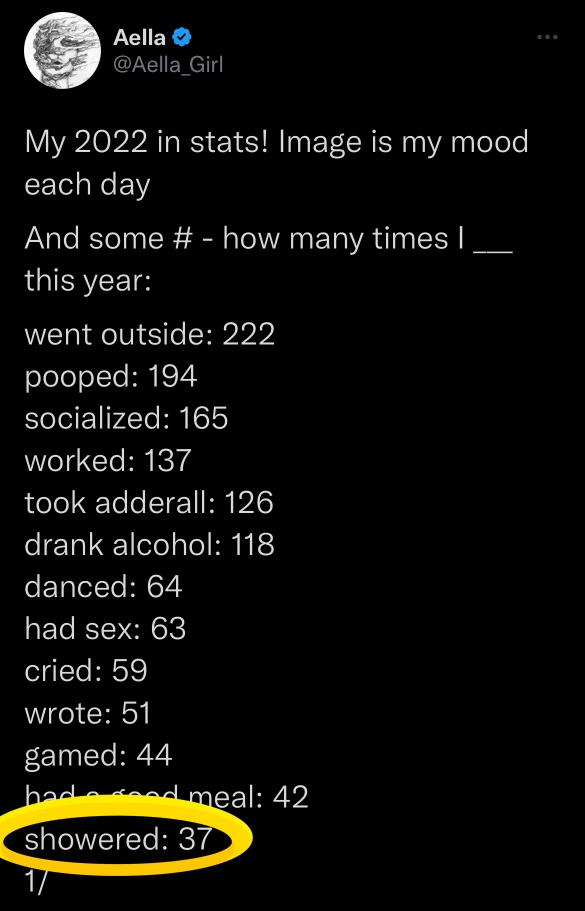 Aella
@Aella_Girl
My 2022 in stats! Image is my mood
each day
And some # - how many times I ___
this year:
went outside: 222
pooped: 194
socialized: 165
worked: 137
took adderall: 126
drank alcohol: 118
danced: 64
had sex: 63
cried: 59
wrote: 51
gamed: 44
had a good meal: 42
showered: 37
1/